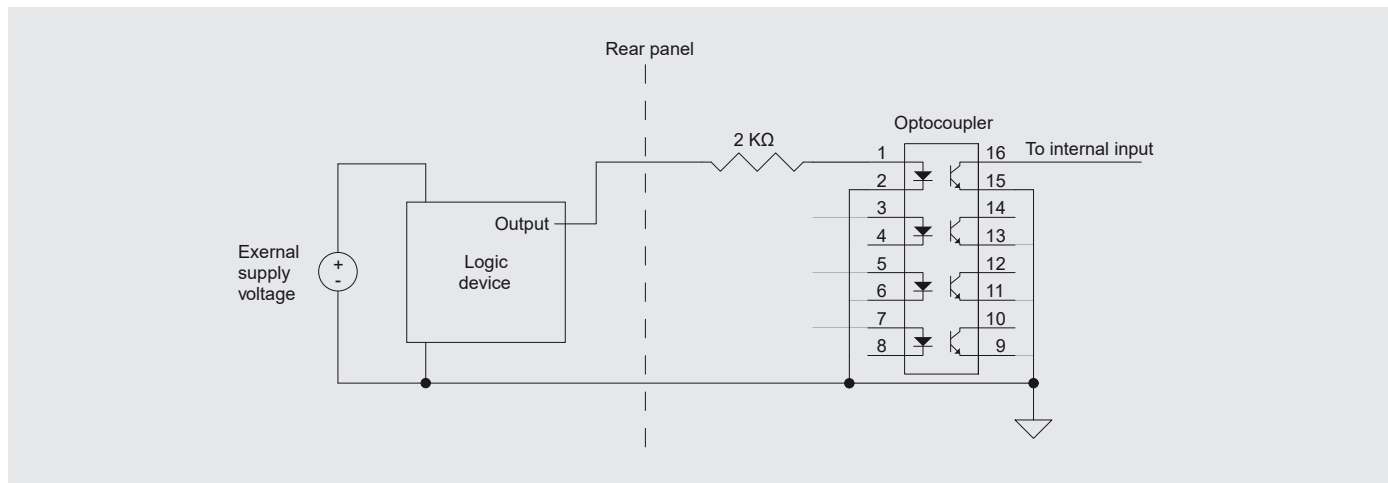 Rear panel
Optocoupler
2 KΩ
1
16
To internal input
2
15
3
14
Output
4
13
Exernal
supply
voltage
+
-
Logic
device
5
12
6
11
7
10
8
9